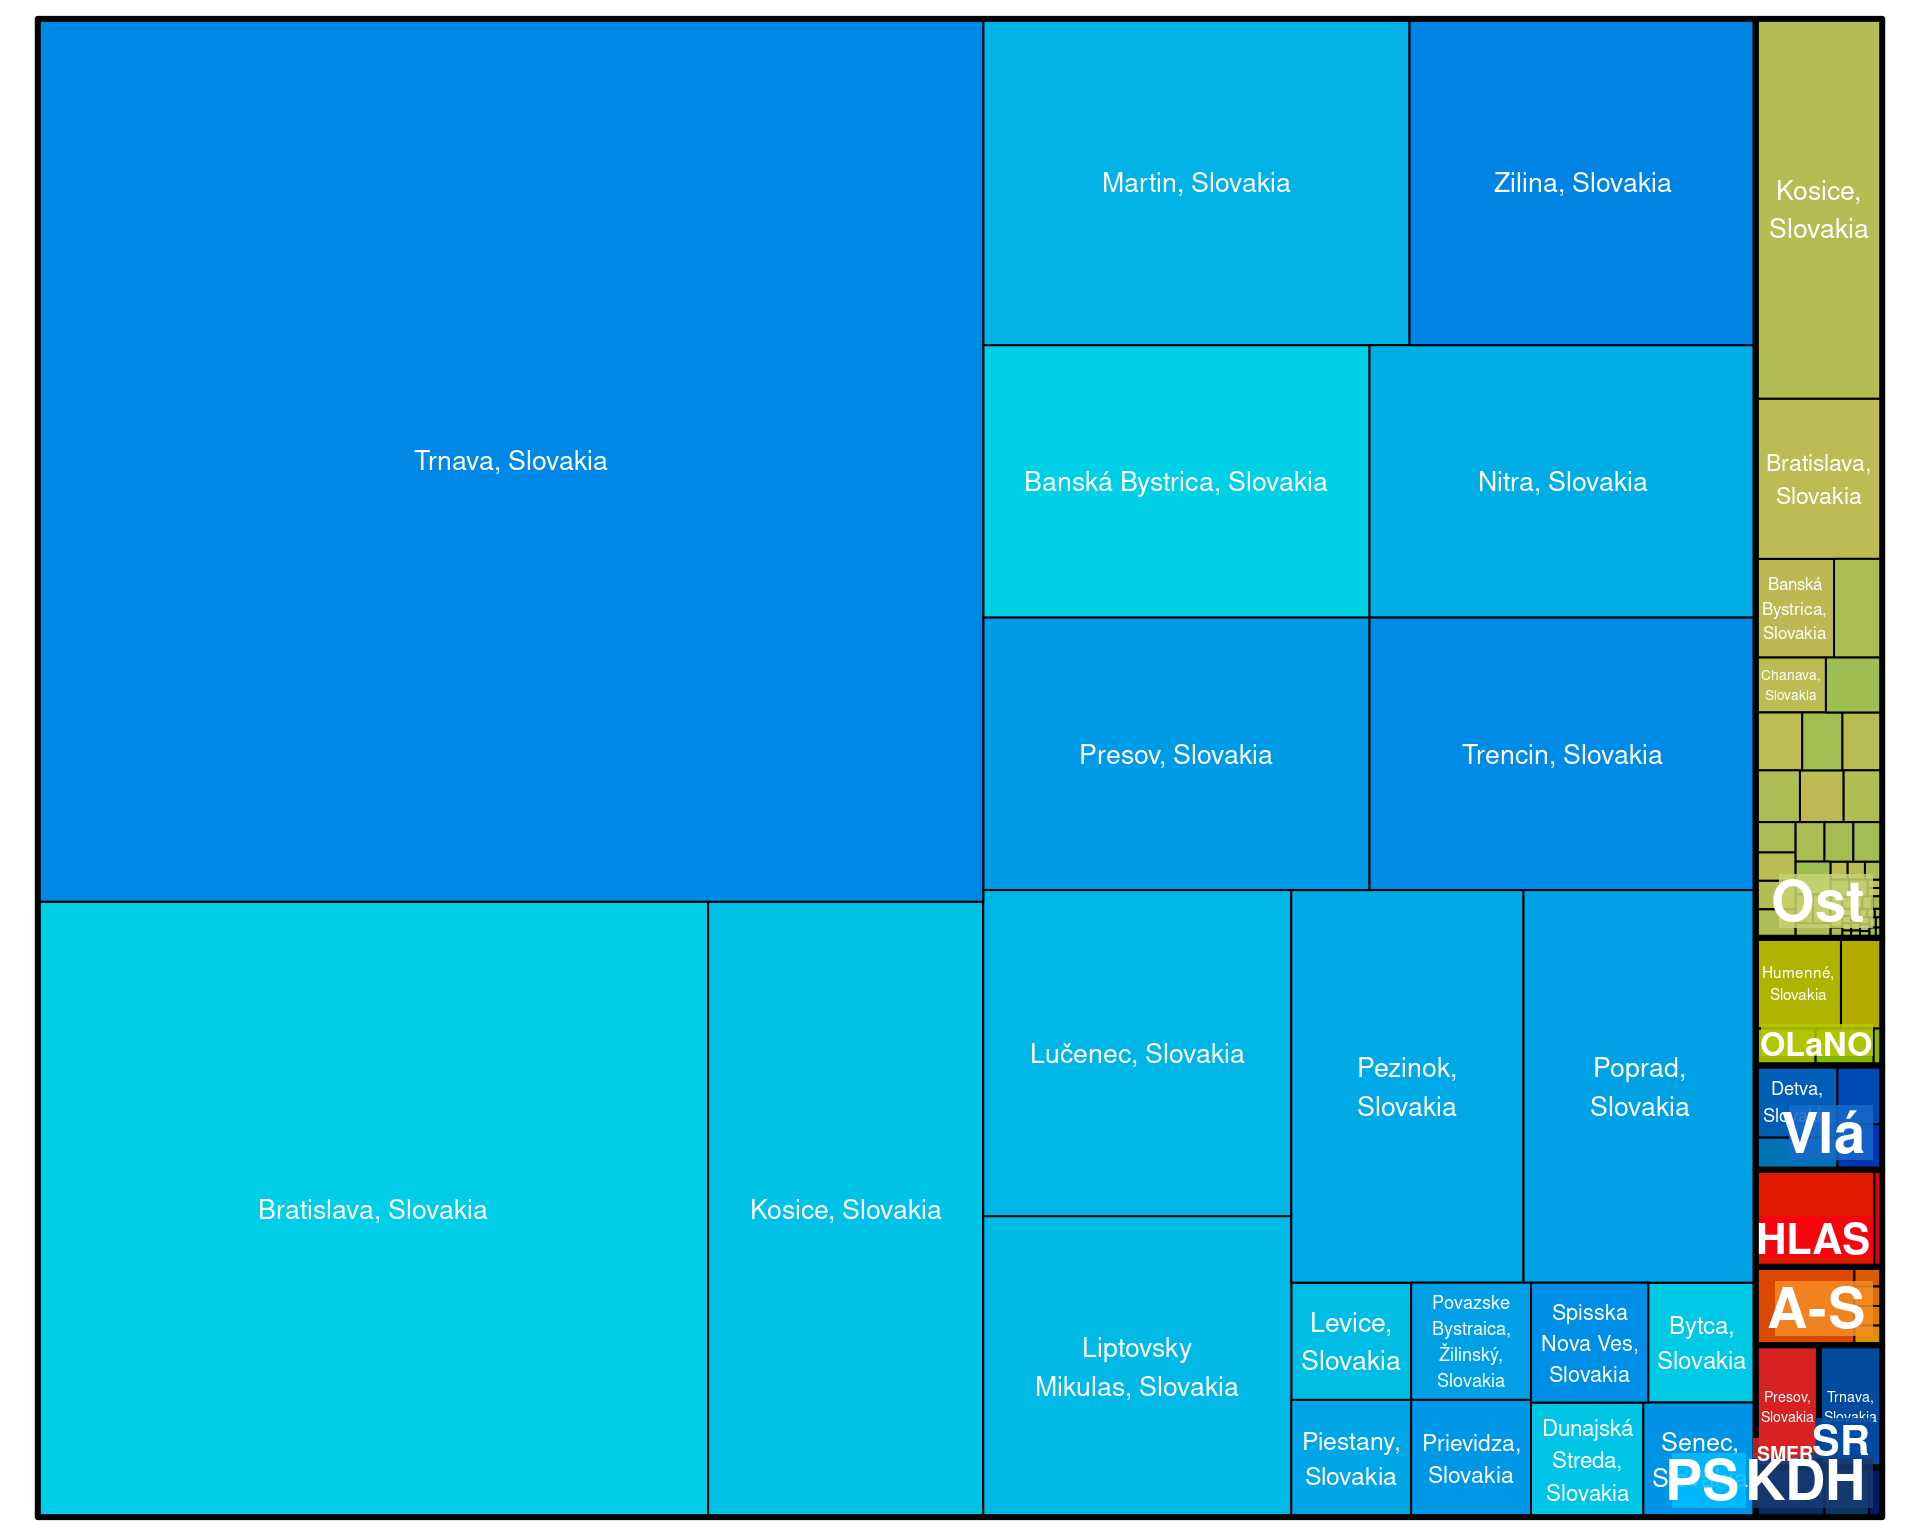 Trnava, Slovakia
Martin, Slovakia
Zilina, Slovakia
Banská Bystrica, Slovakia
Nitra, Slovakia
Presov, Slovakia
Trencin, Slovakia
Bratislava, Slovakia
Kosice, Slovakia
Lučenec, Slovakia
Liptovsky
Mikulas, Slovakia
Pezinok,
Slovakia
Poprad,
Slovakia
Levice,
Slovakia
Povazske
Bystraica,
Žilinský,
Slovakia
Spisska
Nova Ves,
Slovakia
Bytca,
Slovakia
Piestany,
Slovakia
Prievidza,
Slovakia
Dunajská
Streda,
Slovakia
Senec,
PS
Kosice,
Slovakia
Bratislava,
Slovakia
Banská
Bystrica,
Slovakia
Chanava,
Slovakia
Ost
Humenné,
Slovakia
OLaNO
Detva,
Vlá
HLAS
A-S
Presov,
Slovakia
SMER
Trnava,
Slovakia
SR
KDH